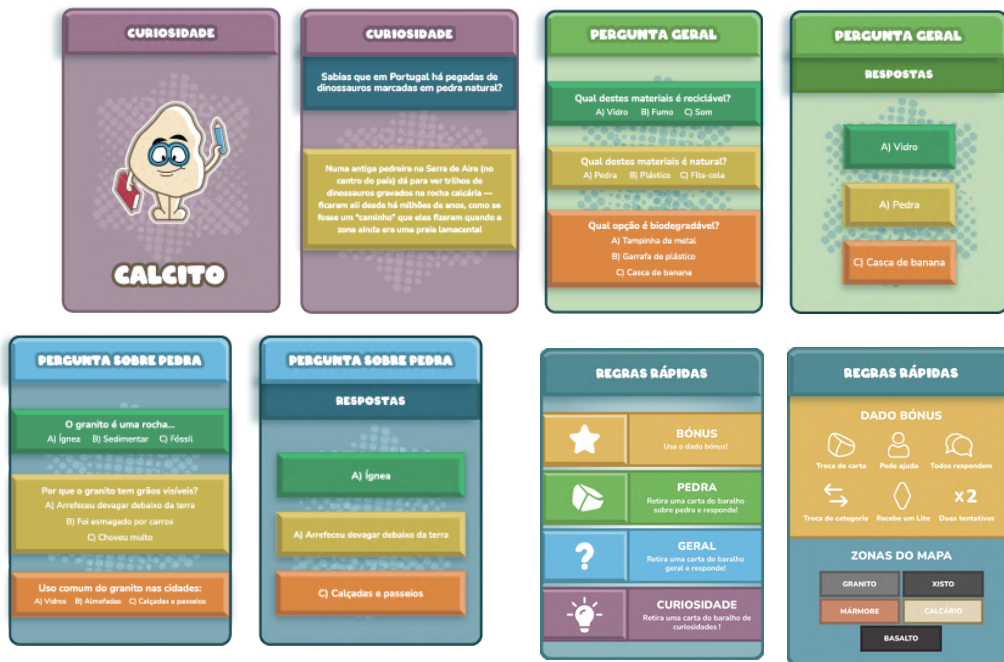 CURIOSIDADE
CALCITO
CURIOSIDADE
Sabias que em Portugal há pegadas de
dinossauros marcadas em pedra natural?
Numa antiga pedreira na Serra de Aire (no
centro do país) dá para ver trilhos de
dinossauros gravados na rocha calcária —
ficaram ali desde há milhões de anos, como se
fosse um "caminho" que eles fizeram quando a
zona ainda era uma praia lamacenta!
PERGUNTA GERAL
Qual destes materiais é reciclável?
A) Vidro B) Fumo C) Som
Qual destes materiais é natural?
A) Pedra B) Plástico C) Fita-cola
Qual opção é biodegradável?
A) Tampinha de metal
B) Garrafa de plástico
C) Casca de banana
PERGUNTA GERAL
RESPOSTAS
A) Vidro
A) Pedra
C) Casca de banana
PERGUNTA SOBRE PEDRA
O granito é uma rocha...
A) Ígnea B) Sedimentar C) Fóssil
Por que o granito tem grãos visíveis?
A) Arrefeceu devagar debaixo da terra
B) Foi esmagado por carros
C) Choveu muito
Uso comum do granito nas cidades:
A) Vidros B) Almofadas C) Calçadas e passeios
PERGUNTA SOBRE PEDRA
RESPOSTAS
A) Ígnea
A) Arrefeceu devagar debaixo da terra
C) Calçadas e passeios
REGRAS RÁPIDAS
BÓNUS
Usa o dado bónus!
PEDRA
Retira uma carta do baralho
sobre pedra e responde!
GERAL
Retira uma carta do baralho
geral e responde!
CURIOSIDADE
Retira uma carta do baralho de
curiosidades !
REGRAS RÁPIDAS
DADO BÓNUS
Troca de carta Pede ajuda Todos respondem
x2
Troca de categoria Recebe um Lito Duas tentativas
ZONAS DO MAPA
GRANITO XISTO
MÁRMORE CALCÁRIO
BASALTO